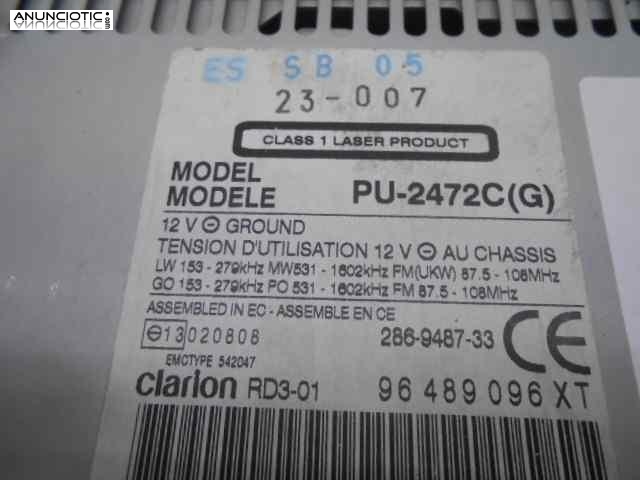 ANUNCIOTIC.es
ES SB 05
23-007
CLASS 1 LASER PRODUCT
MODEL
MODELE PU-2472C(G)
12 V ⊖ GROUND
TENSION D'UTILISATION 12 V ⊖ AU CHASSIS
LW 153 - 279kHz MW531 - 1602kHz FM(UKW) 87.5 - 108MHz
GO 153 - 279kHz PO 531 - 1602kHz FM 87.5 - 108MHz
ASSEMBLED IN EC - ASSEMBLE EN CE
⊖13 020808 286-9487-33 CE
EMCTYPE 542047
clarion RD3-01 96 489 096 XT